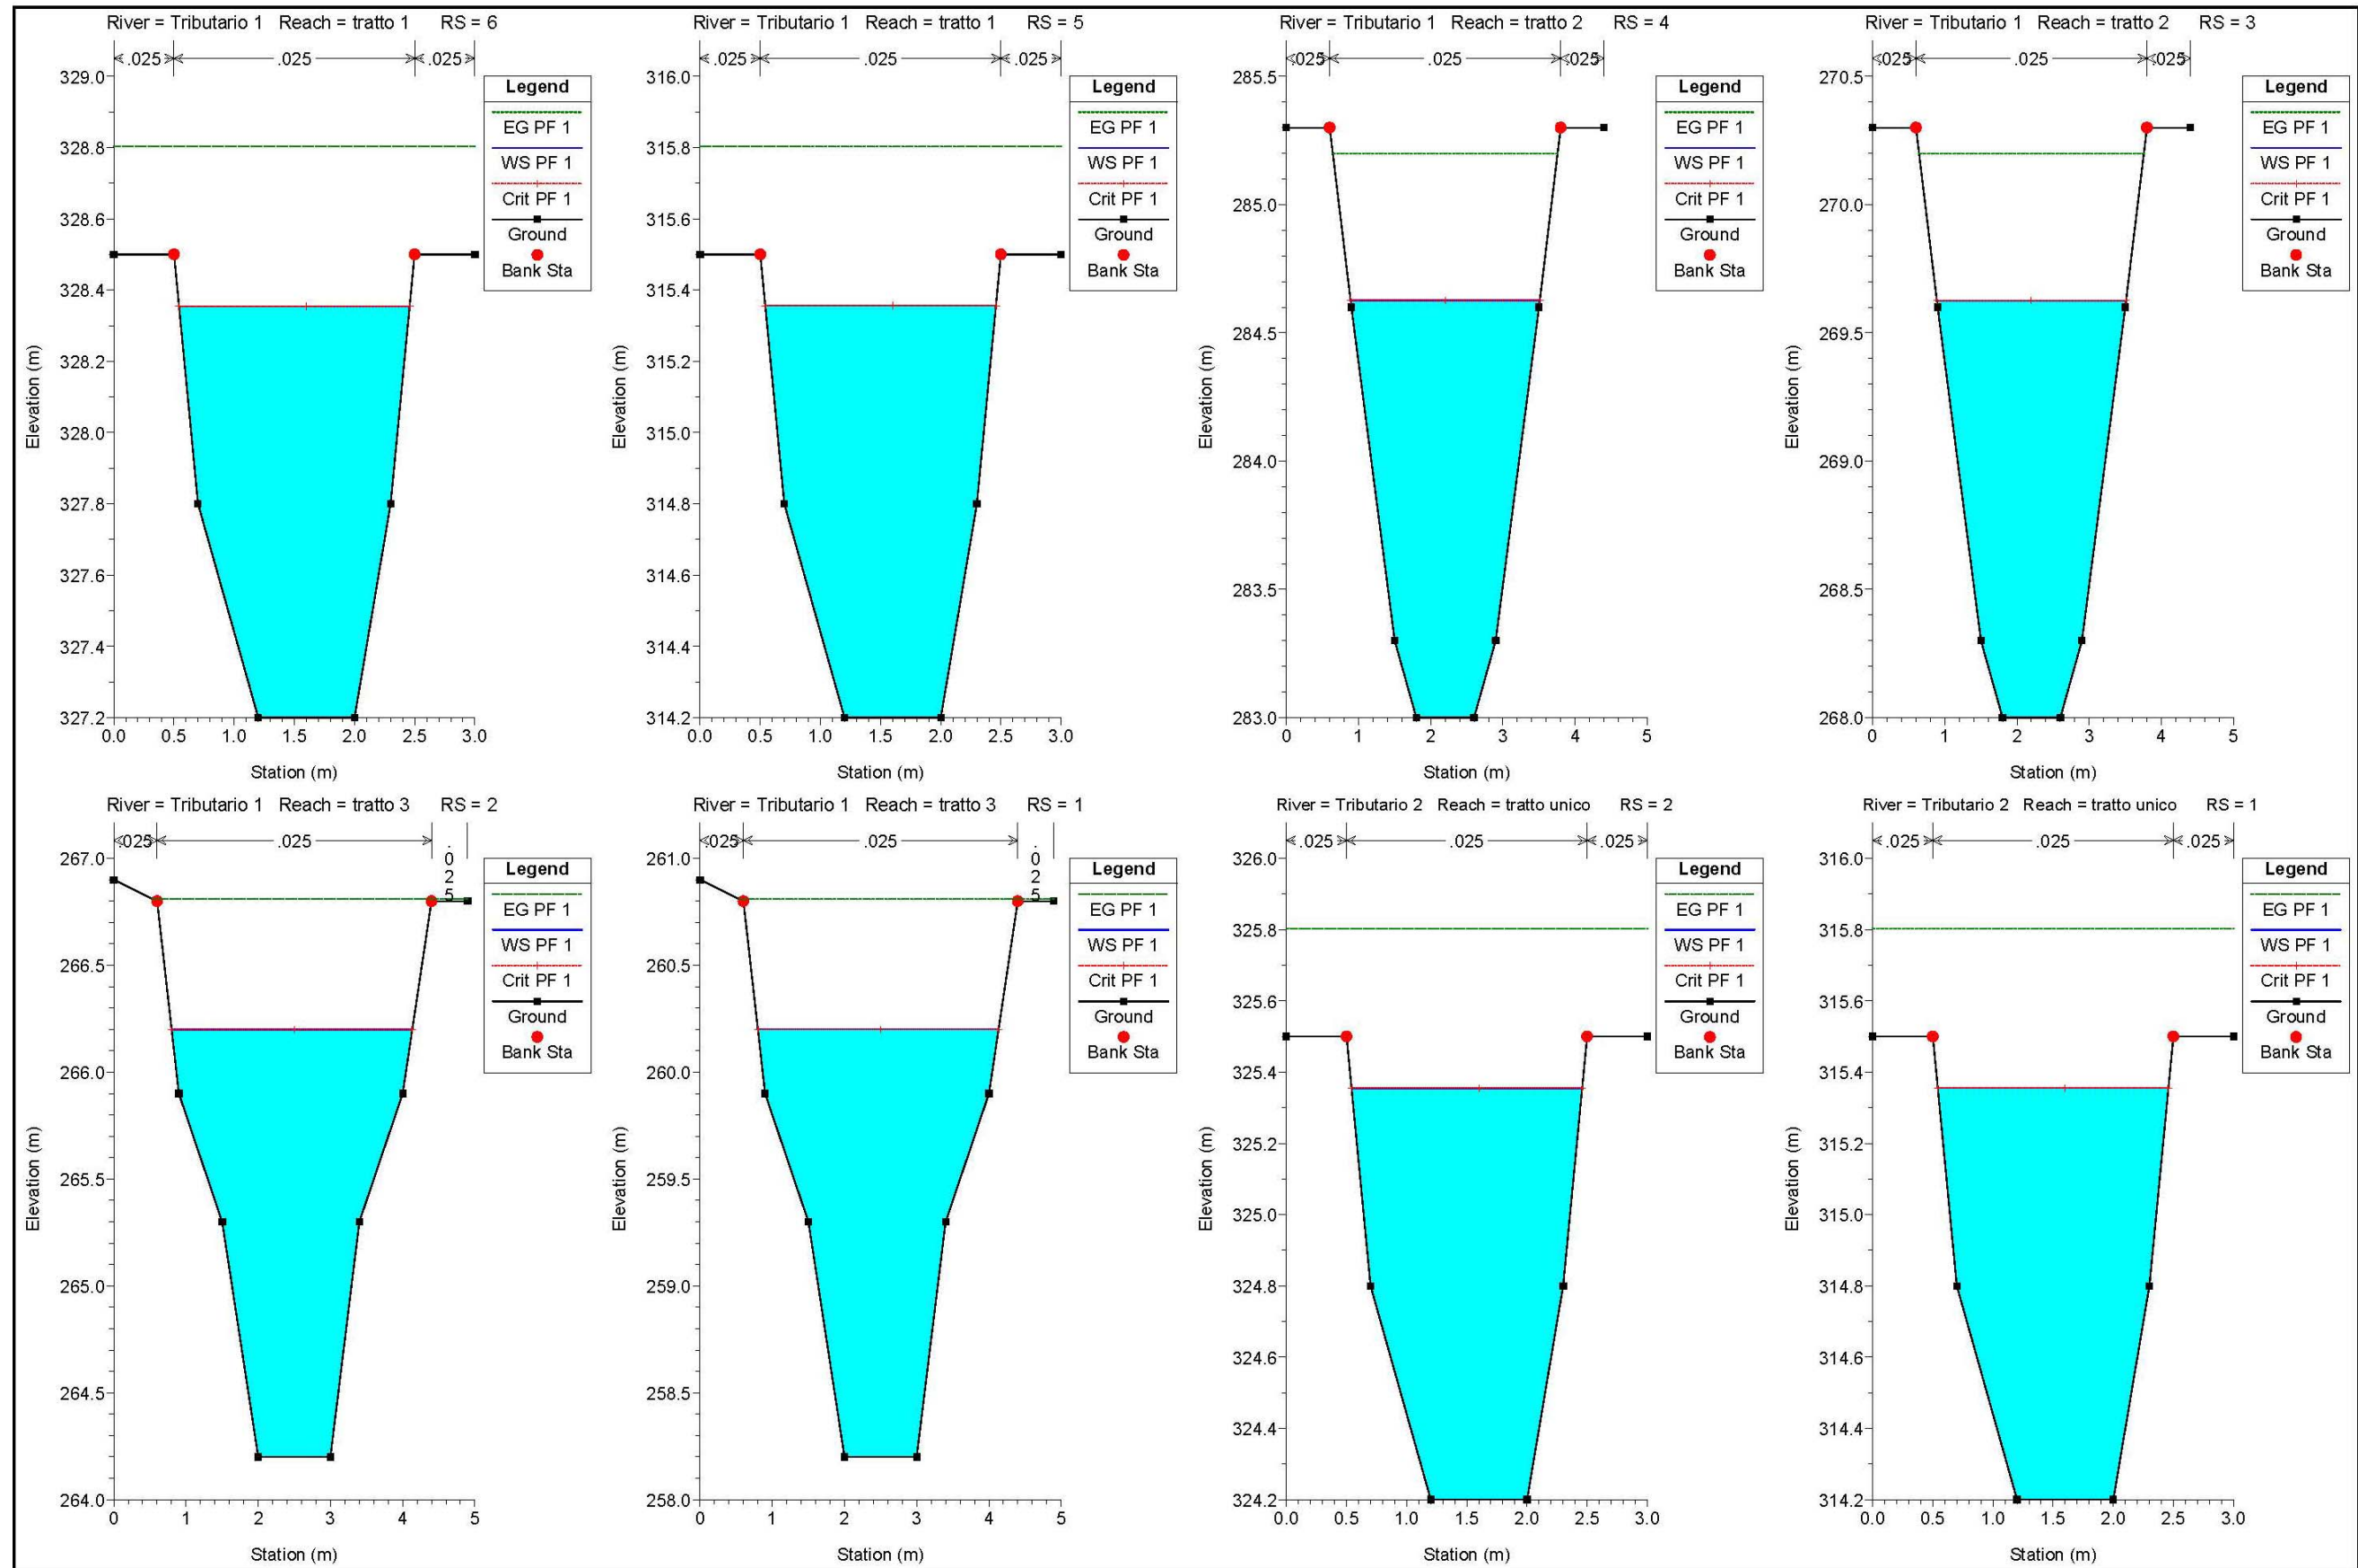 River = Tributario 1 Reach = tratto 1 RS = 6
.025 .025 .025
329.0
328.8
328.6
328.4
328.2
328.0
327.8
327.6
327.4
327.2
0.0 0.5 1.0 1.5 2.0 2.5 3.0
Station (m)
Elevation (m)
Legend
EG PF 1
WS PF 1
Crit PF 1
Ground
Bank Sta
River = Tributario 1 Reach = tratto 1 RS = 5
.025 .025 .025
316.0
315.8
315.6
315.4
315.2
315.0
314.8
314.6
314.4
314.2
0.0 0.5 1.0 1.5 2.0 2.5 3.0
Station (m)
Elevation (m)
Legend
EG PF 1
WS PF 1
Crit PF 1
Ground
Bank Sta
River = Tributario 1 Reach = tratto 2 RS = 4
.025 .025 .025
285.5
285.0
284.5
284.0
283.5
283.0
0 1 2 3 4 5
Station (m)
Elevation (m)
Legend
EG PF 1
WS PF 1
Crit PF 1
Ground
Bank Sta
River = Tributario 1 Reach = tratto 2 RS = 3
.025 .025 .025
270.5
270.0
269.5
269.0
268.5
268.0
0 1 2 3 4 5
Station (m)
Elevation (m)
Legend
EG PF 1
WS PF 1
Crit PF 1
Ground
Bank Sta
River = Tributario 1 Reach = tratto 3 RS = 2
.025 .025 .025
267.0
266.5
266.0
265.5
265.0
264.5
264.0
0 1 2 3 4 5
Station (m)
Elevation (m)
Legend
EG PF 1
WS PF 1
Crit PF 1
Ground
Bank Sta
River = Tributario 1 Reach = tratto 3 RS = 1
.025 .025 .025
261.0
260.5
260.0
259.5
259.0
258.5
258.0
0 1 2 3 4 5
Station (m)
Elevation (m)
Legend
EG PF 1
WS PF 1
Crit PF 1
Ground
Bank Sta
River = Tributario 2 Reach = tratto unico RS = 2
.025 .025 .025
326.0
325.8
325.6
325.4
325.2
325.0
324.8
324.6
324.4
324.2
0.0 0.5 1.0 1.5 2.0 2.5 3.0
Station (m)
Elevation (m)
Legend
EG PF 1
WS PF 1
Crit PF 1
Ground
Bank Sta
River = Tributario 2 Reach = tratto unico RS = 1
.025 .025 .025
316.0
315.8
315.6
315.4
315.2
315.0
314.8
314.6
314.4
314.2
0.0 0.5 1.0 1.5 2.0 2.5 3.0
Station (m)
Elevation (m)
Legend
EG PF 1
WS PF 1
Crit PF 1
Ground
Bank Sta